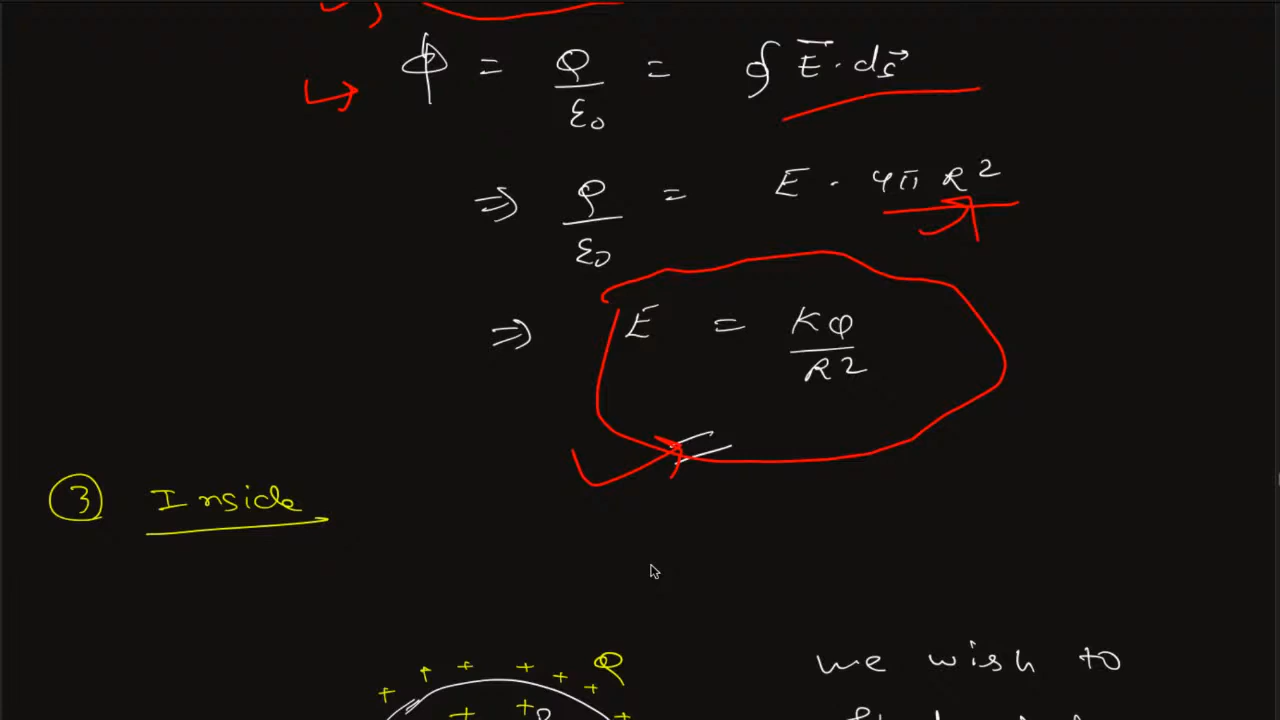 ϕ = Q/ε0 = ∮ E · ds
⇒ Q/ε0 = E · 4π R2
⇒ E = KQ/R2
③ Inside
+ + + + + + Q
+ + +
we wish to